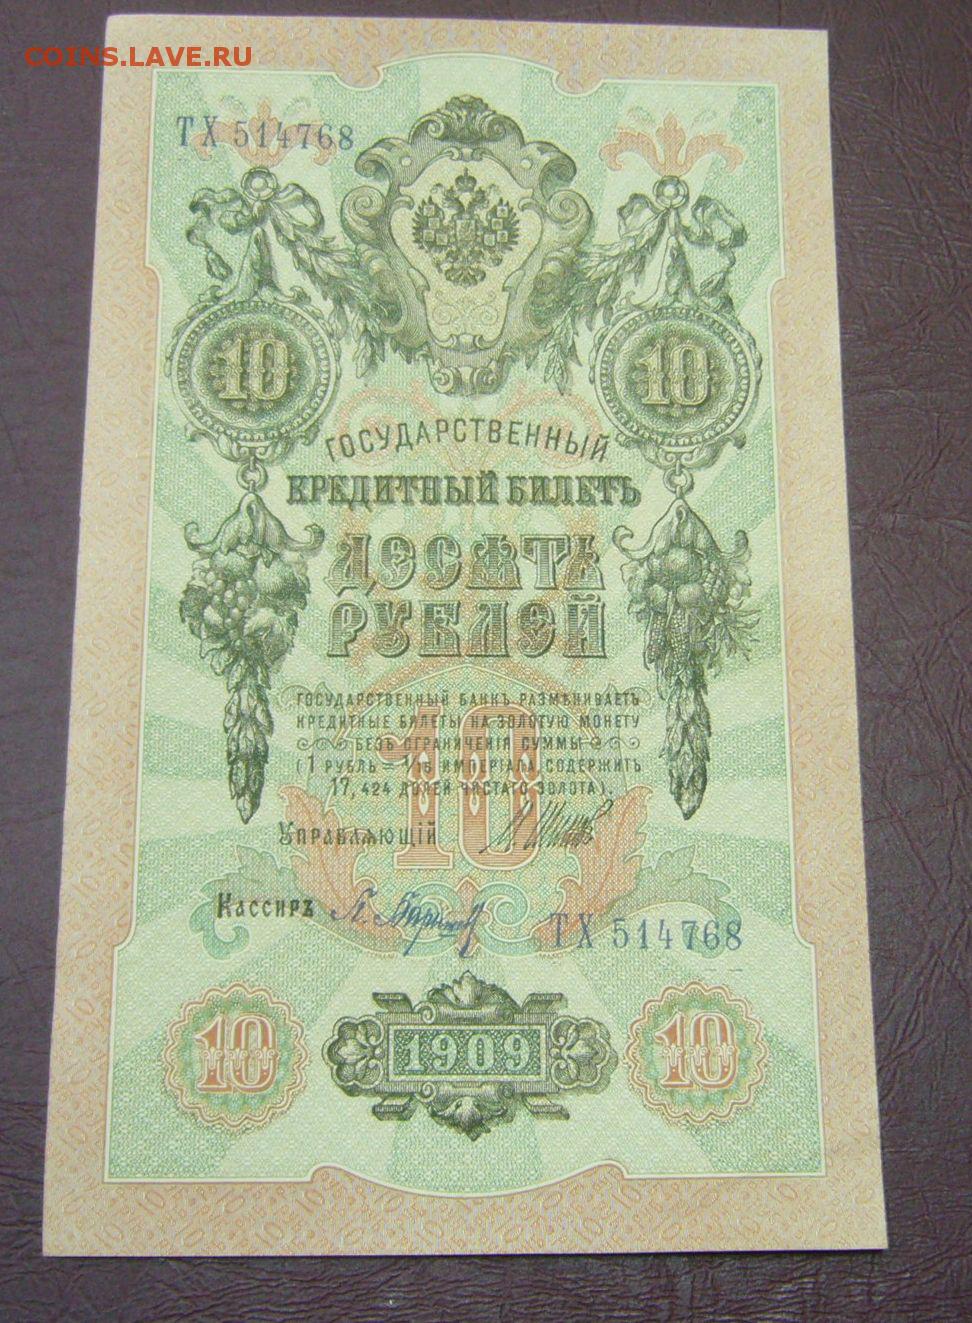 COINS.LAVE.RU
ТХ 514768
10 10
ГОСУДАРСТВЕННЫЙ
КРЕДИТНЫЙ БИЛЕТЪ
ДЕСЯТЬ
РУБЛЕЙ
ГОСУДАРСТВЕННЫЙ БАНКЪ РАЗМѢНИВАЕТЪ
КРЕДИТНЫЕ БИЛЕТЫ НА ЗОЛОТУЮ МОНЕТУ
БЕЗЪ ОГРАНИЧЕНІЯ СУММЫ
(1 РУБЛЬ = 1/15 ИМПЕРІАЛА, СОДЕРЖИТЪ
17,424 ДОЛЕЙ ЧИСТАГО ЗОЛОТА).
10
УПРАВЛЯЮЩІЙ
Кассиръ
ТХ 514768
10 1909 10